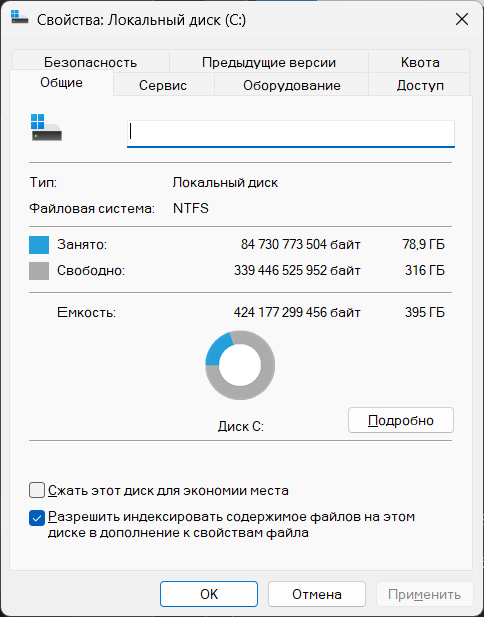 Свойства: Локальный диск (C:)
Безопасность Предыдущие версии Квота
Общие Сервис Оборудование Доступ
Тип: Локальный диск
Файловая система: NTFS
Занято: 84 730 773 504 байт 78,9 ГБ
Свободно: 339 446 525 952 байт 316 ГБ
Емкость: 424 177 299 456 байт 395 ГБ
Диск C:
Подробно
Сжать этот диск для экономии места
Разрешить индексировать содержимое файлов на этом
диске в дополнение к свойствам файла
OK Отмена Применить